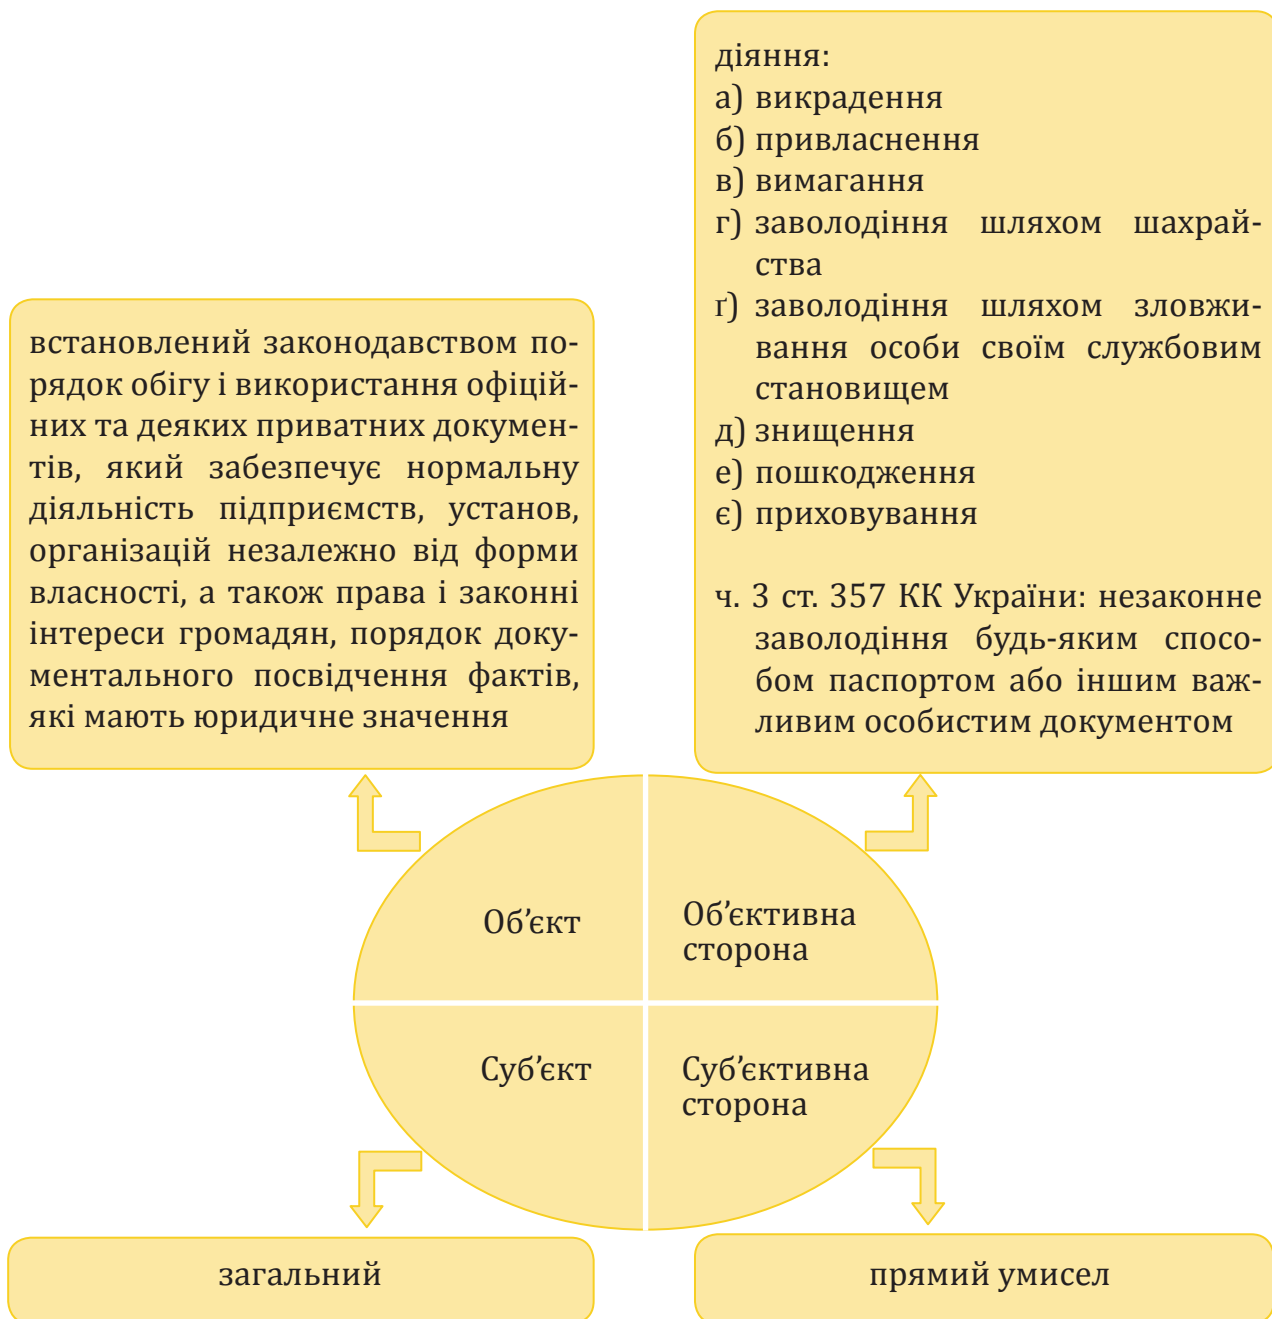 діяння:
а) викрадення
б) привласнення
в) вимагання
г) заволодіння шляхом шахрай-
ства
ґ) заволодіння шляхом зловжи-
вання особи своїм службовим
становищем
д) знищення
е) пошкодження
є) приховування
ч. 3 ст. 357 КК України: незаконне
заволодіння будь-яким спосо-
бом паспортом або іншим важ-
ливим особистим документом
встановлений законодавством по-
рядок обігу і використання офіцій-
них та деяких приватних докумен-
тів, який забезпечує нормальну
діяльність підприємств, установ,
організацій незалежно від форми
власності, а також права і законні
інтереси громадян, порядок доку-
ментального посвідчення фактів,
які мають юридичне значення
Об’єкт
Об’єктивна
сторона
Суб’єкт
Суб’єктивна
сторона
загальний
прямий умисел